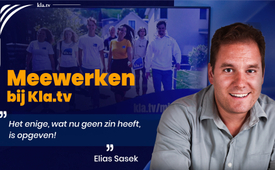 kla.tv
Meewerken
bij Kla.tv
„Het enige, wat nu geen zin heeft,
is opgeven!
"
Elias Sasek